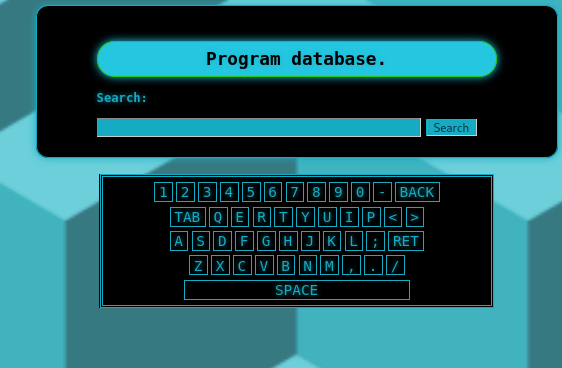 Program database.
Search:
Search
1 2 3 4 5 6 7 8 9 0 - BACK
TAB Q E R T Y U I P < >
A S D F G H J K L ; RET
Z X C V B N M , . /
SPACE